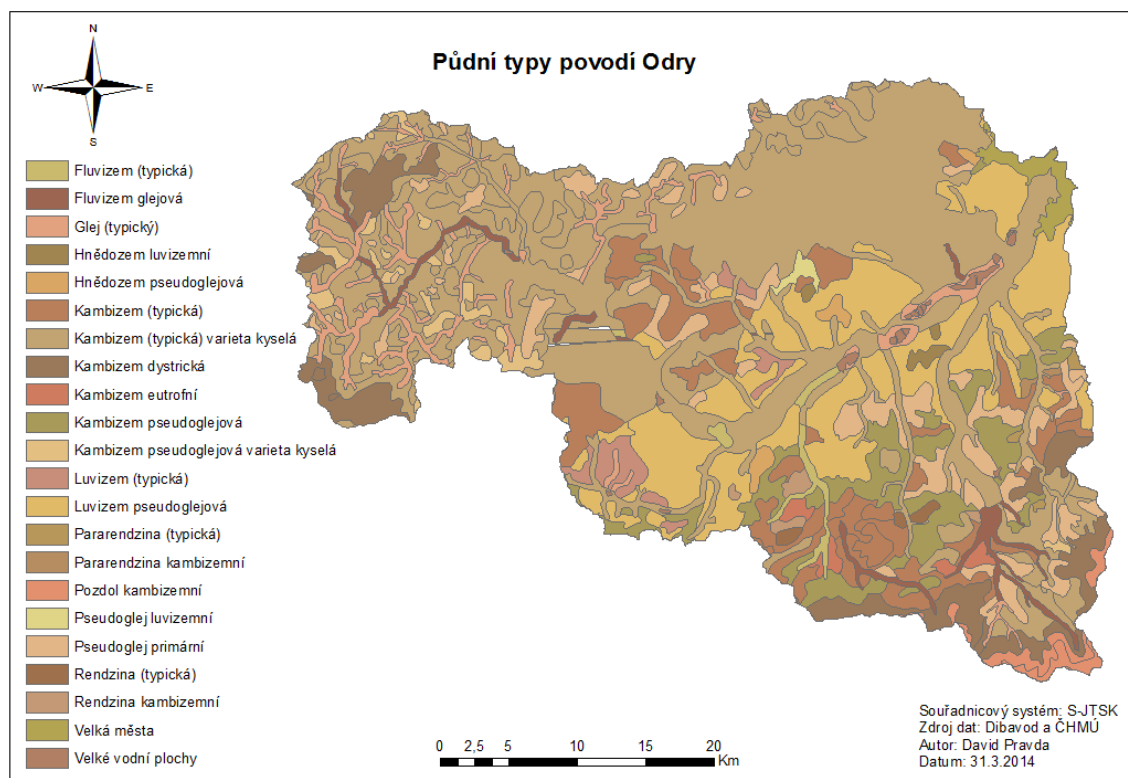 N
W
E
S
Půdní typy povodí Odry
Fluvizem (typická)
Fluvizem glejová
Glej (typický)
Hnědozem luvizemní
Hnědozem pseudoglejová
Kambizem (typická)
Kambizem (typická) varieta kyselá
Kambizem dystrická
Kambizem eutrofní
Kambizem pseudoglejová
Kambizem pseudoglejová varieta kyselá
Luvizem (typická)
Luvizem pseudoglejová
Pararendzina (typická)
Pararendzina kambizemní
Pozdol kambizemní
Pseudoglej luvizemní
Pseudoglej primární
Rendzina (typická)
Rendzina kambizemní
Velká města
Velké vodní plochy
0 2,5 5 10 15 20
Km
Souřadnicový systém: S-JTSK
Zdroj dat: Dibavod a ČHMÚ
Autor: David Pravda
Datum: 31.3.2014